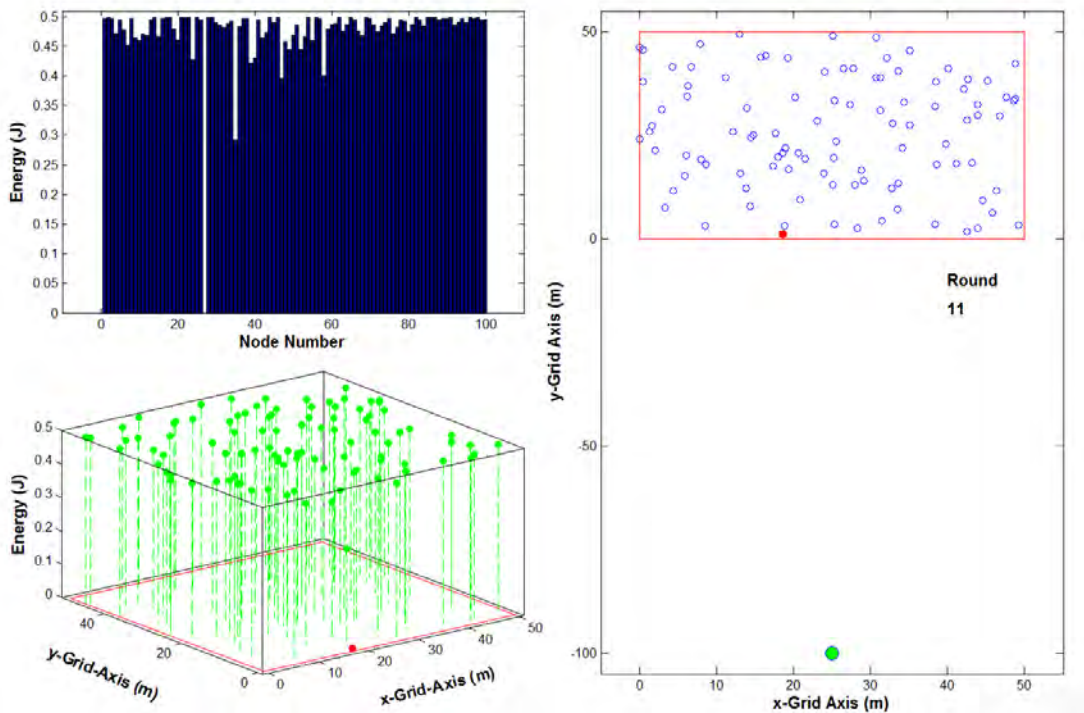 0.5
0.45
0.4
0.35
0.3
0.25
0.2
0.15
0.1
0.05
0
Energy (J)
0 20 40 60 80 100
Node Number
0.5
0.4
0.3
0.2
0.1
0
Energy (J)
40
20
0
y-Grid-Axis (m)
0 10 20 30 40 50
x-Grid-Axis (m)
50
0
-50
-100
y-Grid Axis (m)
Round
11
0 10 20 30 40 50
x-Grid Axis (m)